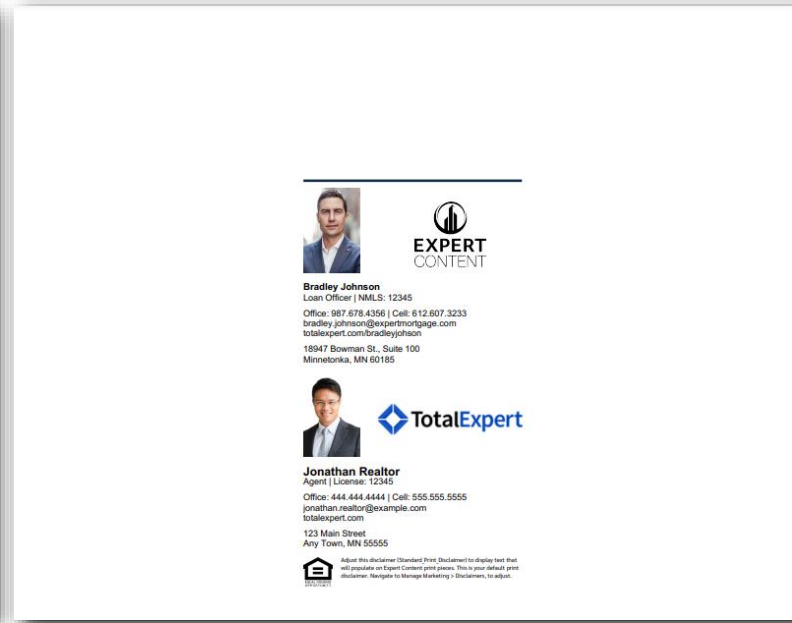 EXPERT
CONTENT
Bradley Johnson
Loan Officer | NMLS: 12345
Office: 987.678.4356 | Cell: 612.607.3233
bradley.johnson@expertmortgage.com
totalexpert.com/bradleyjohson
18947 Bowman St., Suite 100
Minnetonka, MN 60185
TotalExpert
Jonathan Realtor
Agent | License: 12345
Office: 444.444.4444 | Cell: 555.555.5555
jonathan.realtor@example.com
totalexpert.com
123 Main Street
Any Town, MN 55555
Adjust this disclaimer (Standard_Print_Disclaimer) to display text that
will populate on Expert Content print pieces. This is your default print
disclaimer. Navigate to Manage Marketing > Disclaimers, to adjust.
EQUAL HOUSING
OPPORTUNITY